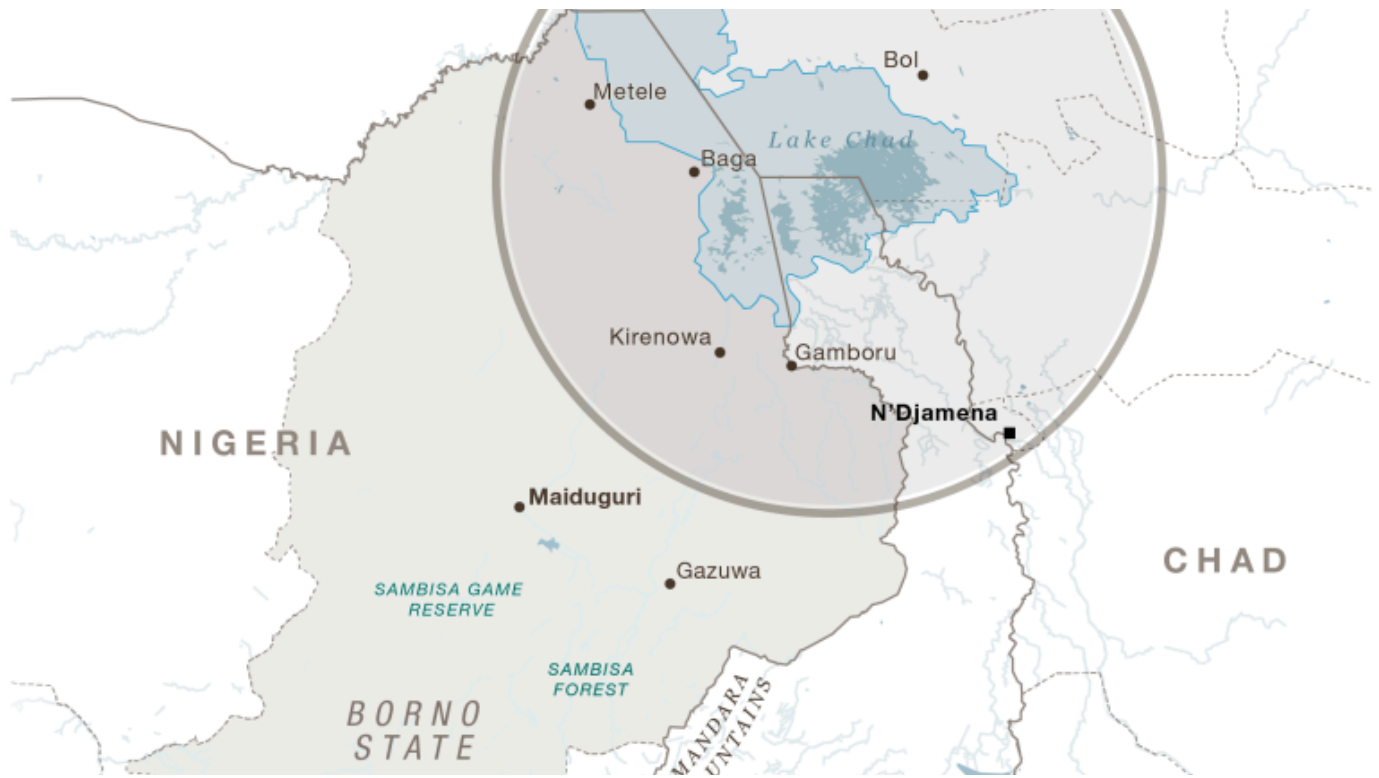 Bol
Metele
Lake Chad
Baga
Kirenowa
Gamboru
N'Djamena
NIGERIA
Maiduguri
CHAD
Gazuwa
SAMBISA GAME
RESERVE
SAMBISA
FOREST
BORNO
STATE
MANDARA
UNTAINS